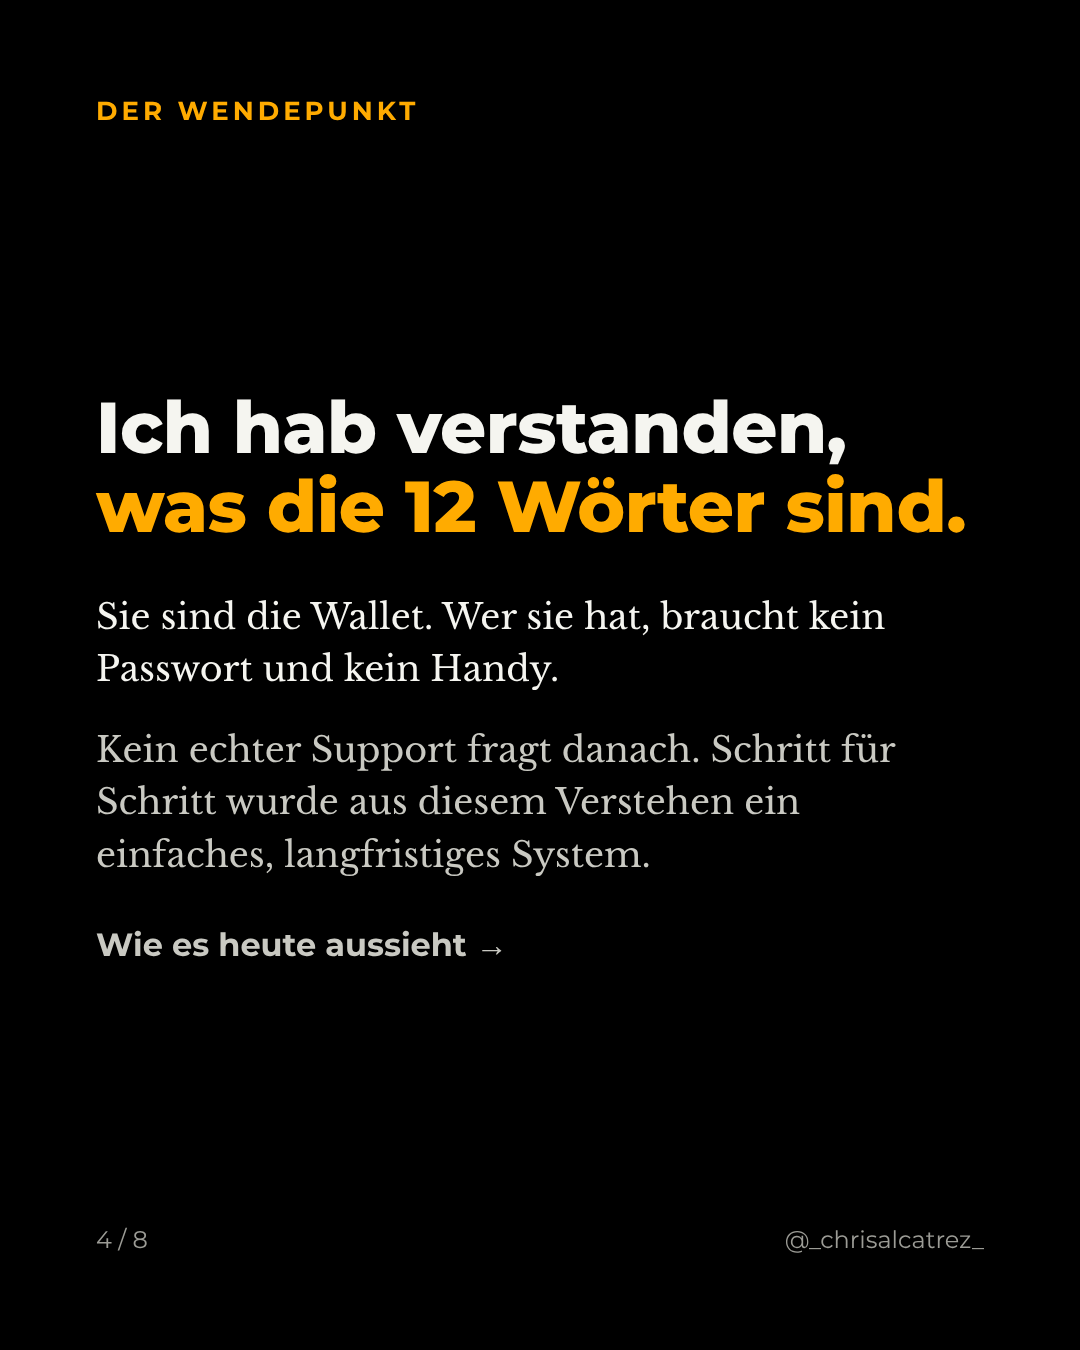 DER WENDEPUNKT
Ich hab verstanden,
was die 12 Wörter sind.
Sie sind die Wallet. Wer sie hat, braucht kein
Passwort und kein Handy.
Kein echter Support fragt danach. Schritt für
Schritt wurde aus diesem Verstehen ein
einfaches, langfristiges System.
Wie es heute aussieht →
4 / 8
@_chrisalcatrez_